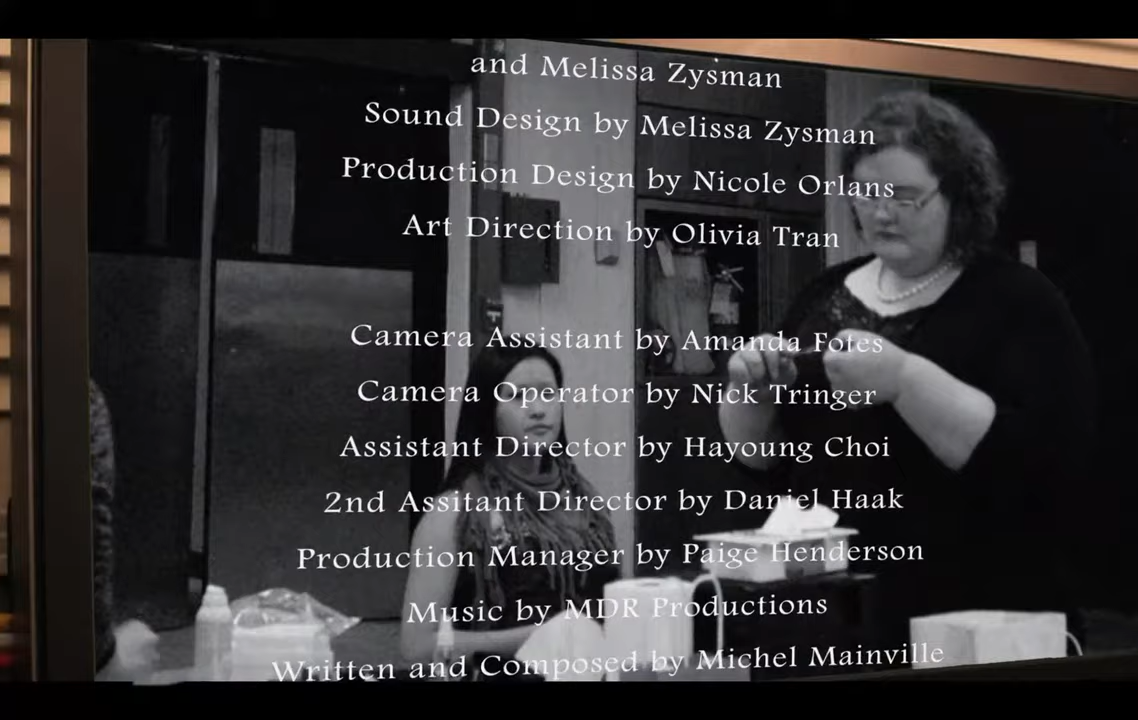 and Melissa Zysman
Sound Design by Melissa Zysman
Production Design by Nicole Orlans
Art Direction by Olivia Tran
Camera Assistant by Amanda Fotes
Camera Operator by Nick Tringer
Assistant Director by Hayoung Choi
2nd Assitant Director by Daniel Haak
Production Manager by Paige Henderson
Music by MDR Productions
Written and Composed by Michel Mainville